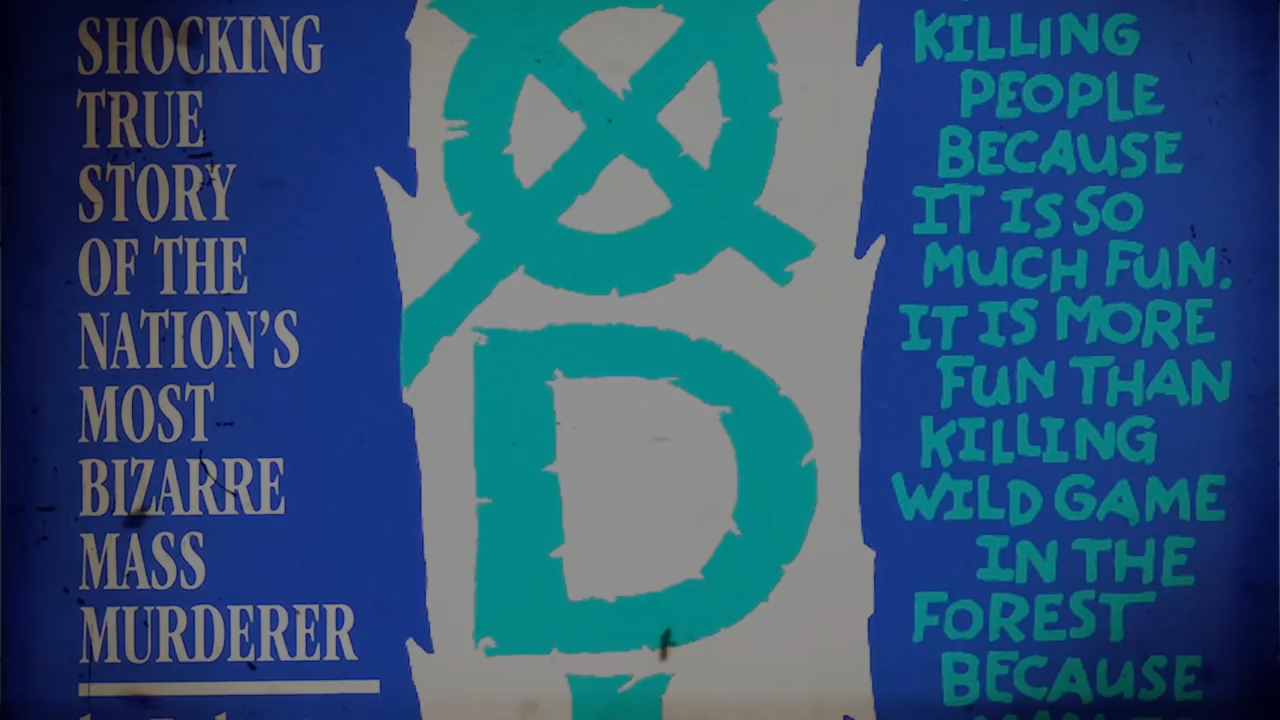 SHOCKING
TRUE
STORY
OF THE
NATION'S
MOST
BIZARRE
MASS
MURDERER
O
D
KILLING
PEOPLE
BECAUSE
IT IS SO
MUCH FUN.
IT IS MORE
FUN THAN
KILLING
WILD GAME
IN THE
FOREST
BECAUSE